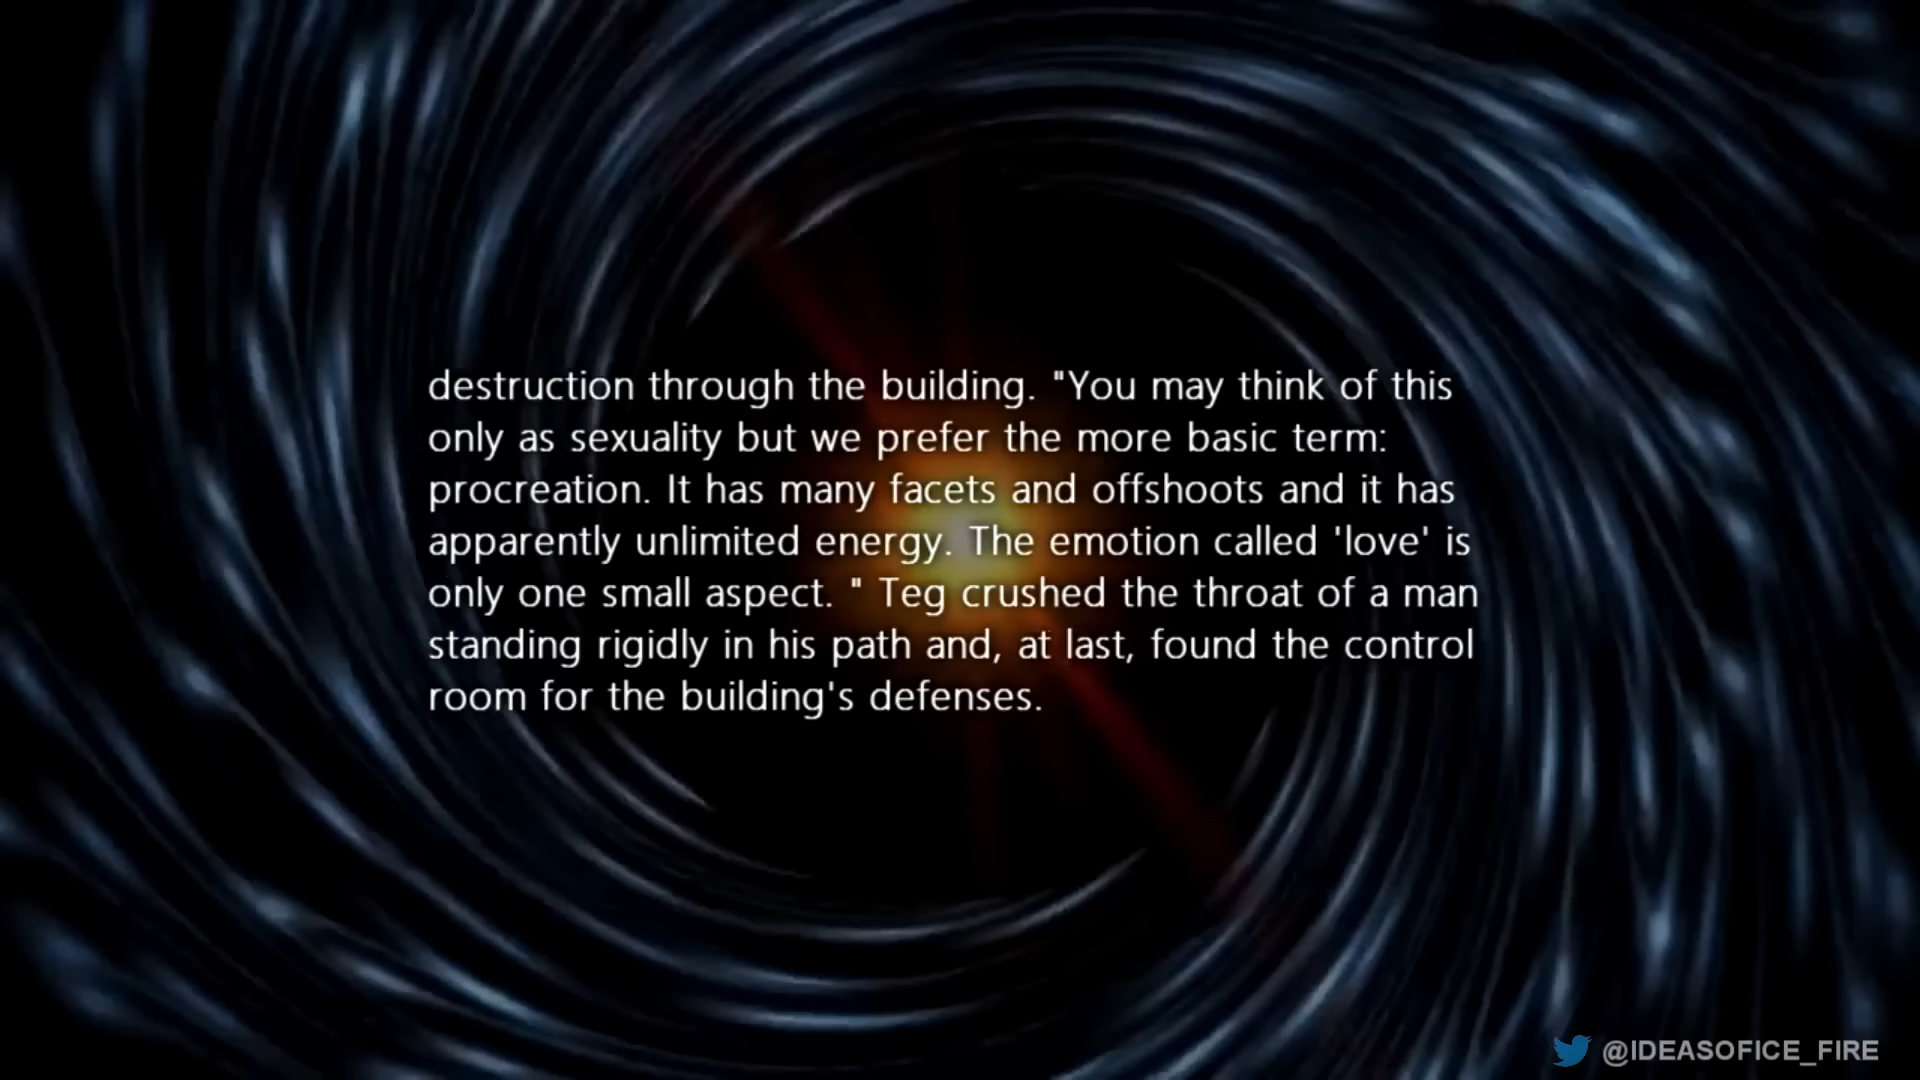 destruction through the building. "You may think of this
only as sexuality but we prefer the more basic term:
procreation. It has many facets and offshoots and it has
apparently unlimited energy. The emotion called 'love' is
only one small aspect. " Teg crushed the throat of a man
standing rigidly in his path and, at last, found the control
room for the building's defenses.
@IDEASOFICE_FIRE